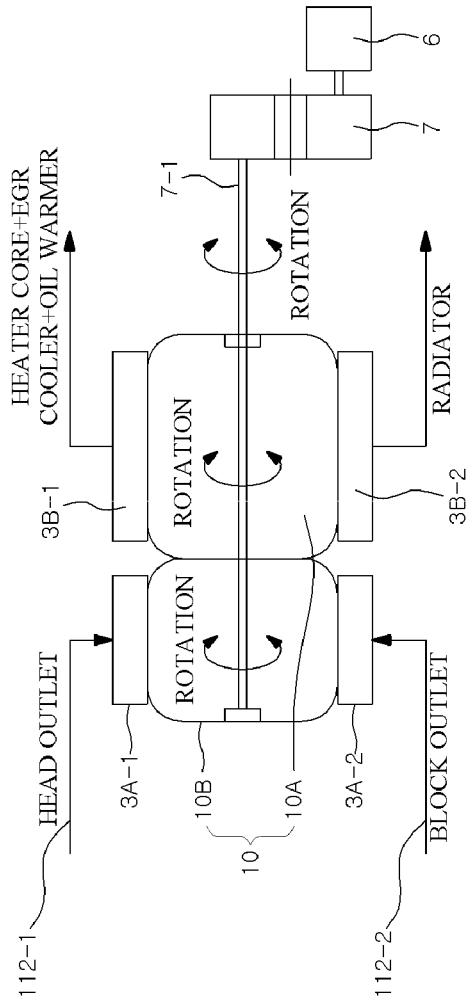 HEAD OUTLET
HEATER CORE+EGR
COOLER+OIL WARMER
112-1
3A-1
3B-1
7-1
ROTATION
ROTATION
ROTATION
10B
10
10A
3A-2
3B-2
7
6
BLOCK OUTLET
RADIATOR
112-2